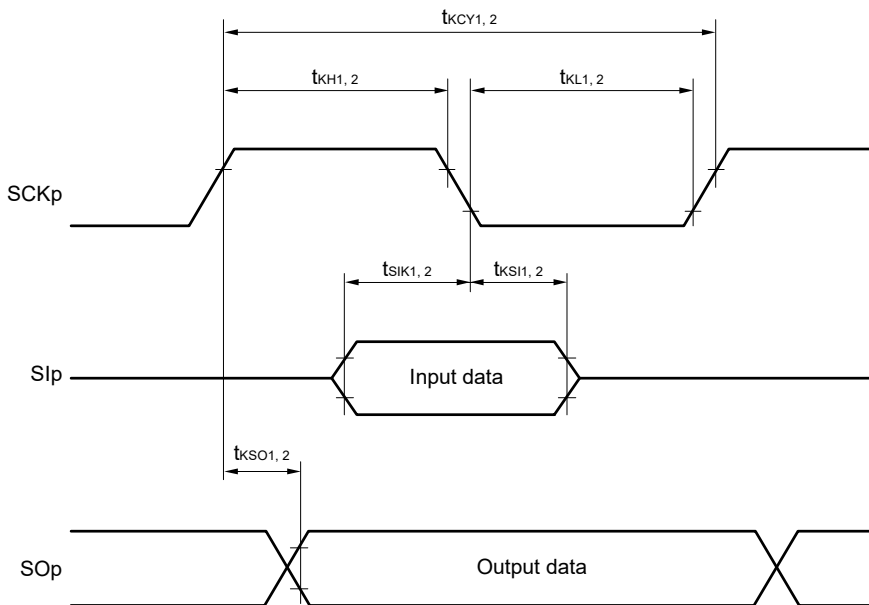 tKCY1, 2
tKH1, 2
tKL1, 2
SCKp
tSIK1, 2
tKSI1, 2
SIp
Input data
tKSO1, 2
SOp
Output data